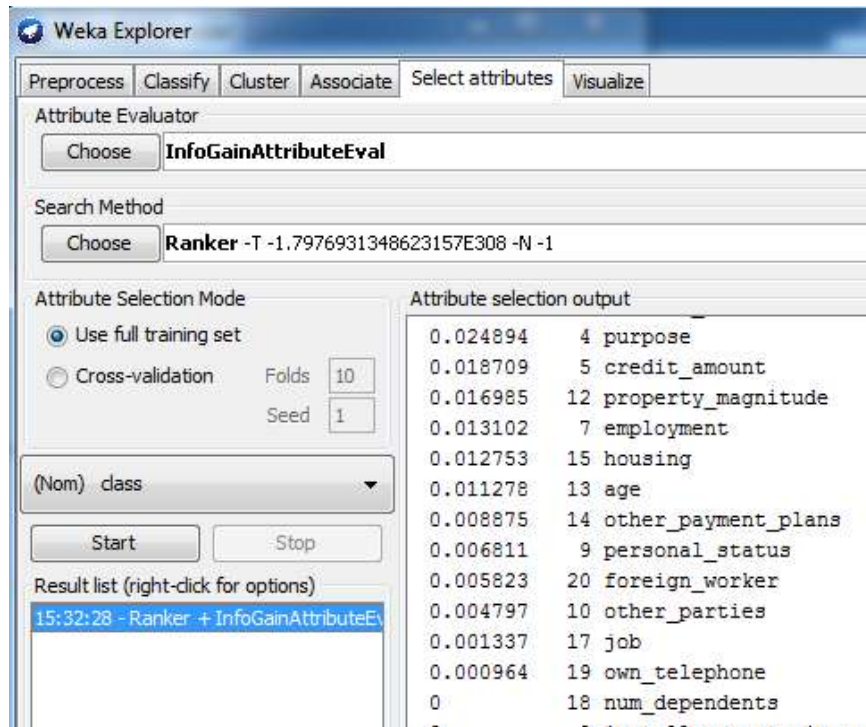 Weka Explorer
Preprocess Classify Cluster Associate Select attributes Visualize
Attribute Evaluator
Choose InfoGainAttributeEval
Search Method
Choose Ranker -T -1.7976931348623157E308 -N -1
Attribute Selection Mode
Use full training set
Cross-validation Folds 10
Seed 1
(Nom) class
Start Stop
Result list (right-click for options)
15:32:28 - Ranker + InfoGainAttributeEv
Attribute selection output
0.024894 4 purpose
0.018709 5 credit_amount
0.016985 12 property_magnitude
0.013102 7 employment
0.012753 15 housing
0.011278 13 age
0.008875 14 other_payment_plans
0.006811 9 personal_status
0.005823 20 foreign_worker
0.004797 10 other_parties
0.001337 17 job
0.000964 19 own_telephone
0 18 num_dependents